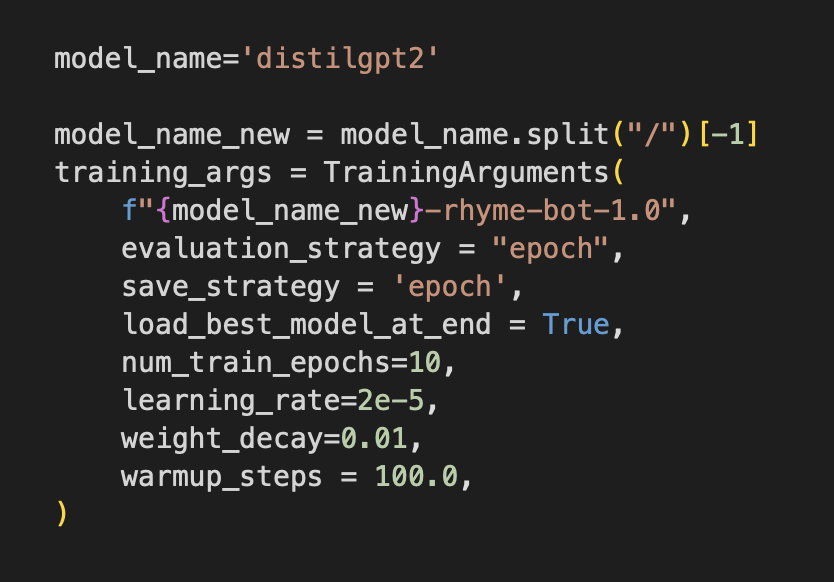 model_name='distilgpt2'
model_name_new = model_name.split("/")[-1]
training_args = TrainingArguments(
    f"{model_name_new}-rhyme-bot-1.0",
    evaluation_strategy = "epoch",
    save_strategy = 'epoch',
    load_best_model_at_end = True,
    num_train_epochs=10,
    learning_rate=2e-5,
    weight_decay=0.01,
    warmup_steps = 100.0,
)